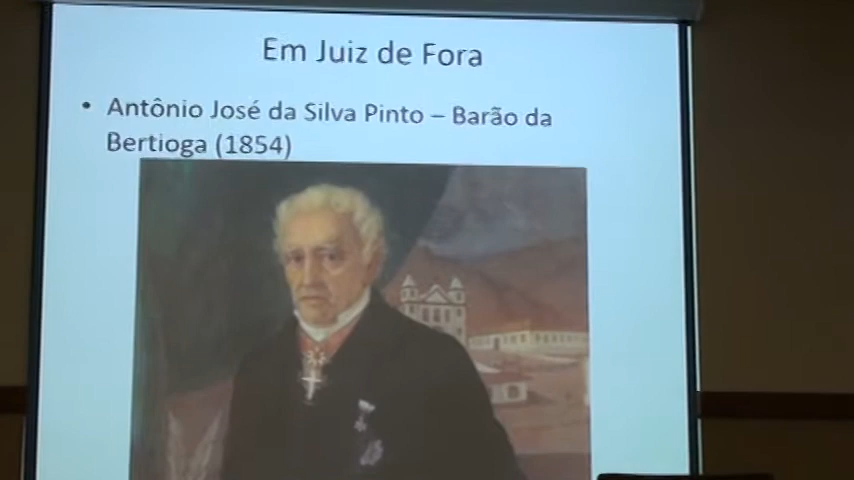 Em Juiz de Fora
• Antônio José da Silva Pinto – Barão da
Bertioga (1854)